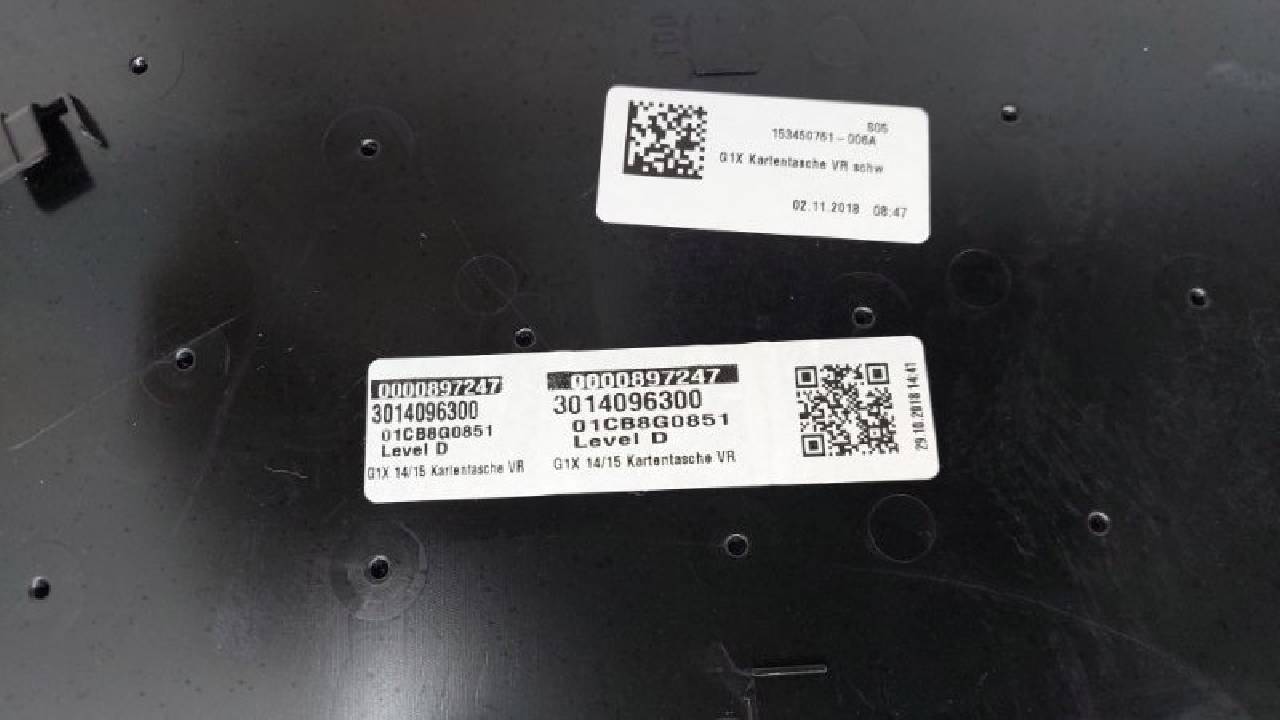 S0S
153450761-006A
G1X Kartentasche VR schw
02.11.2018 08:47
0000897247
3014096300
01CB8G0851
Level D
G1X 14/15 Kartentasche VR
0000897247
3014096300
01CB8G0851
Level D
G1X 14/15 Kartentasche VR
29.10.2018 14:41